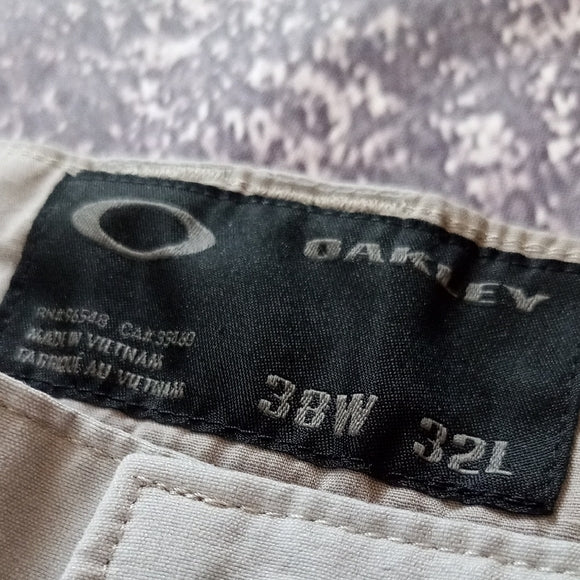 OAKLEY
MADE IN VIETNAM
FABRIQUÉ AU VIETNAM
38W 32L